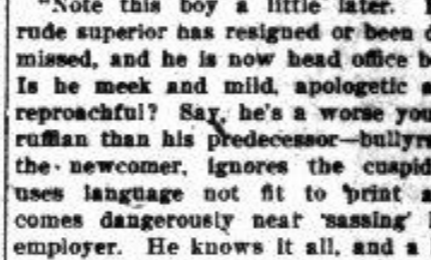 "Note this boy a little later.
rude superior has resigned or been
missed, and he is now head office b
Is he meek and mild, apologetic a
reproachful? Say, he's a worse you
ruffian than his predecessor—bullyr
the newcomer, ignores the cuspid
uses language not fit to print a
comes dangerously near 'sassing'
employer. He knows it all, and a